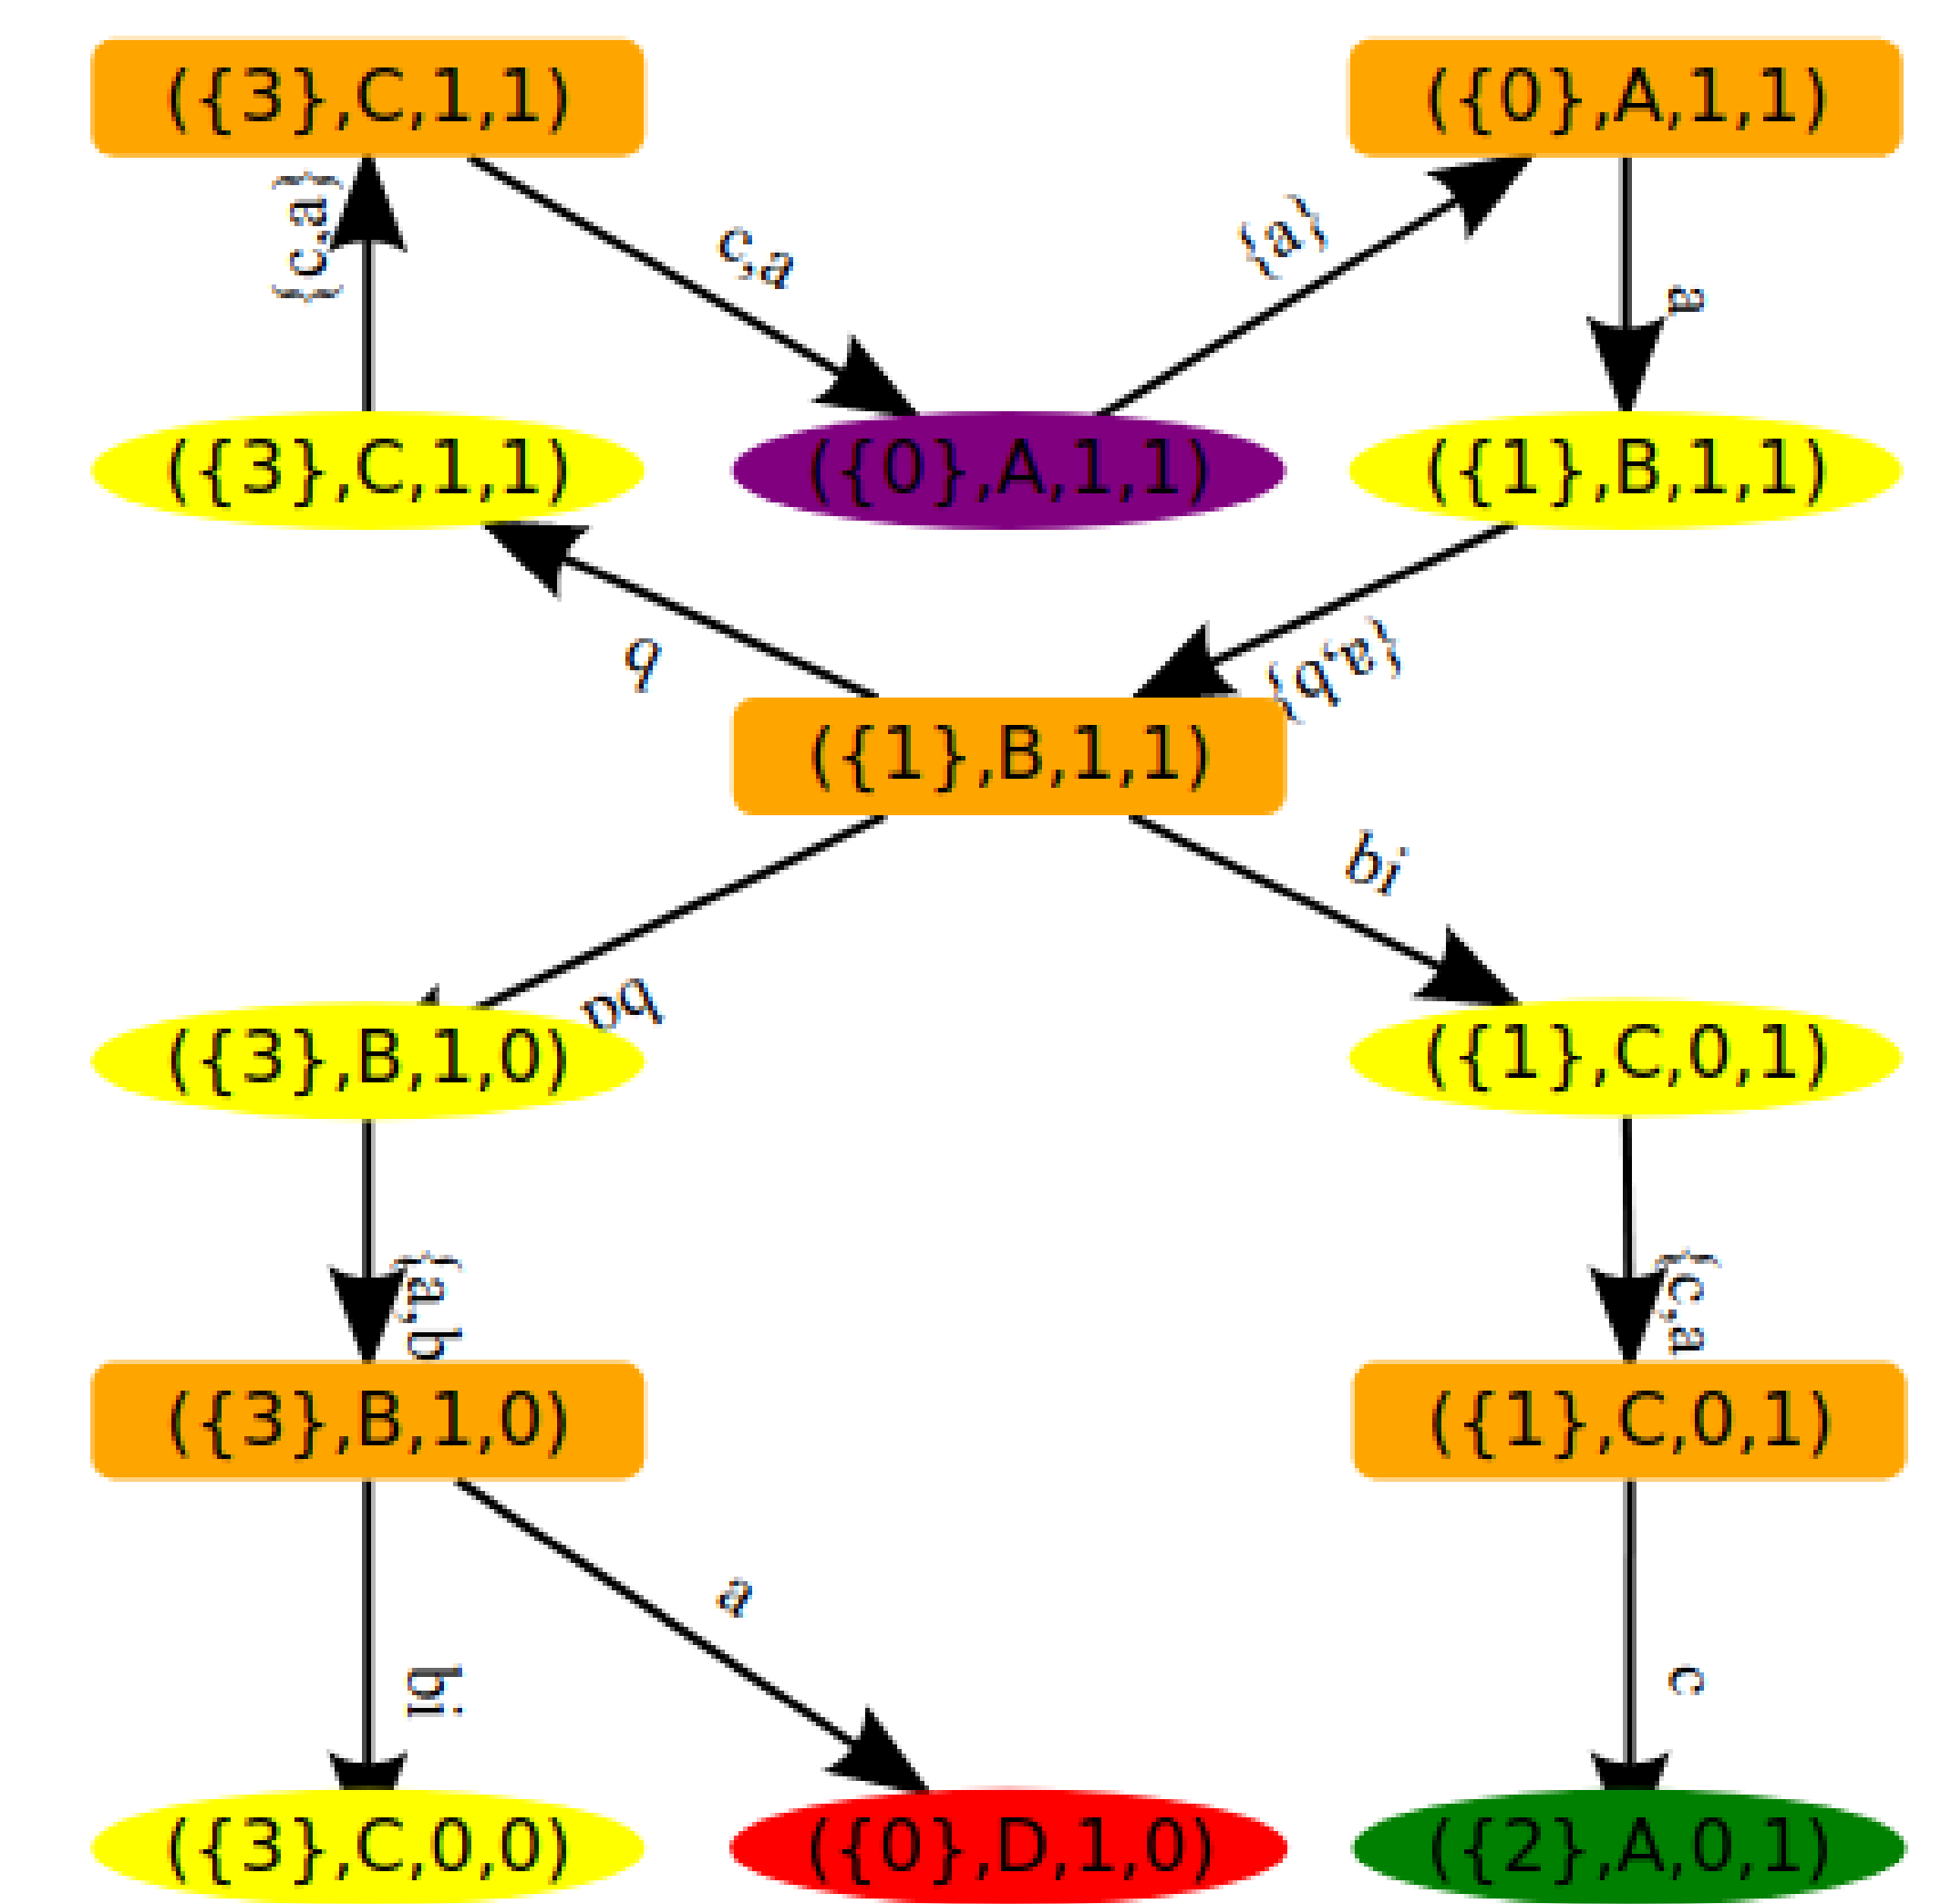 ({3},C,1,1)
({0},A,1,1)
{c,a}
c,a
{a}
a
({3},C,1,1)
({0},A,1,1)
({1},B,1,1)
b
{a,b}
({1},B,1,1)
bi
ba
({3},B,1,0)
({1},C,0,1)
{a,b
{c,a
({3},B,1,0)
({1},C,0,1)
a
bi
c
({3},C,0,0)
({0},D,1,0)
({2},A,0,1)